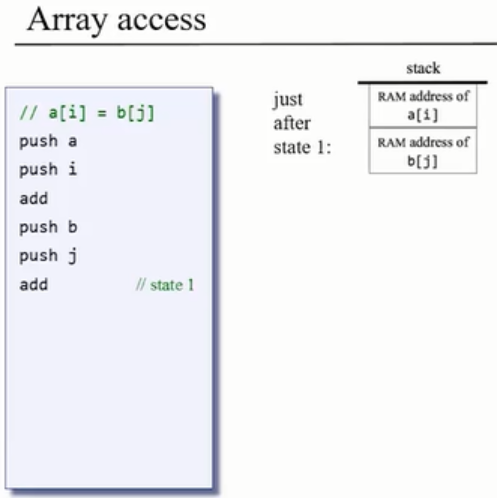 Array access
// a[i] = b[j]
push a
push i
add
push b
push j
add // state 1
just
after
state 1:
stack
RAM address of
a[i]
RAM address of
b[j]